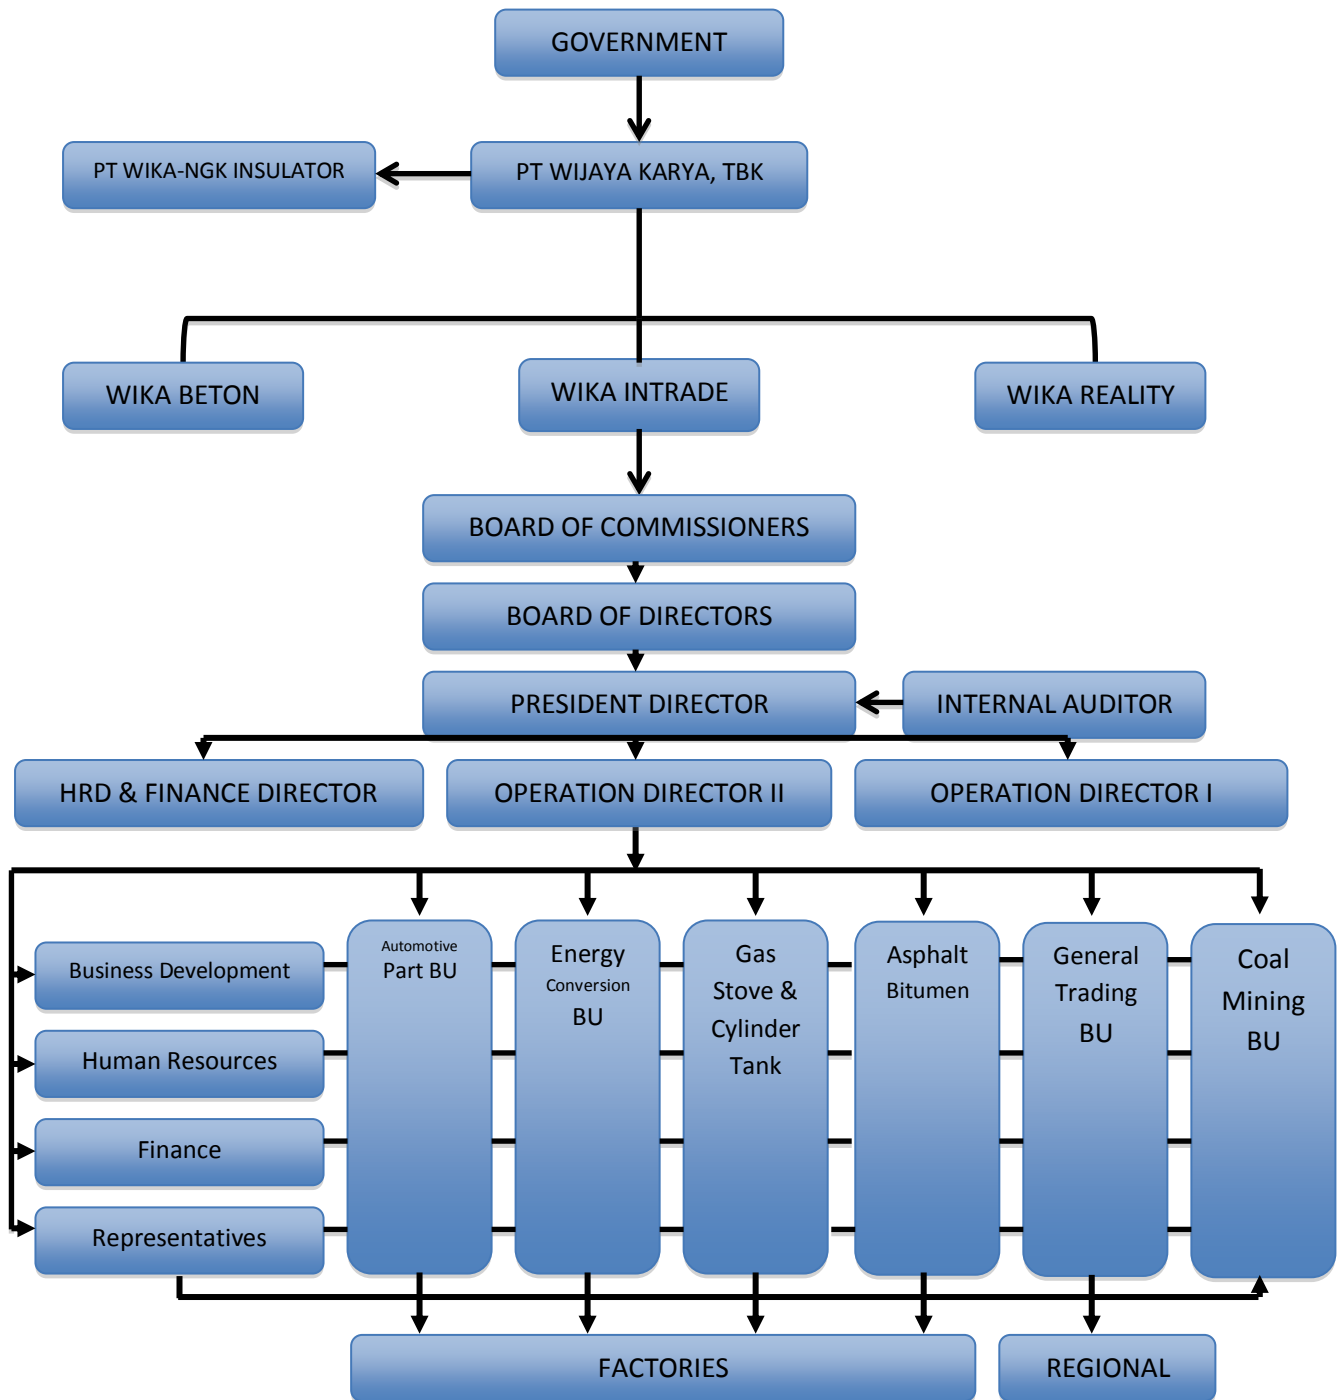 GOVERNMENT
PT WIKA-NGK INSULATOR
PT WIJAYA KARYA, TBK
WIKA BETON
WIKA INTRADE
WIKA REALITY
BOARD OF COMMISSIONERS
BOARD OF DIRECTORS
PRESIDENT DIRECTOR
INTERNAL AUDITOR
HRD & FINANCE DIRECTOR
OPERATION DIRECTOR II
OPERATION DIRECTOR I
Business Development
Human Resources
Finance
Representatives
Automotive
Part BU
Energy
Conversion
BU
Gas
Stove &
Cylinder
Tank
Asphalt
Bitumen
General
Trading
BU
Coal
Mining
BU
FACTORIES
REGIONAL